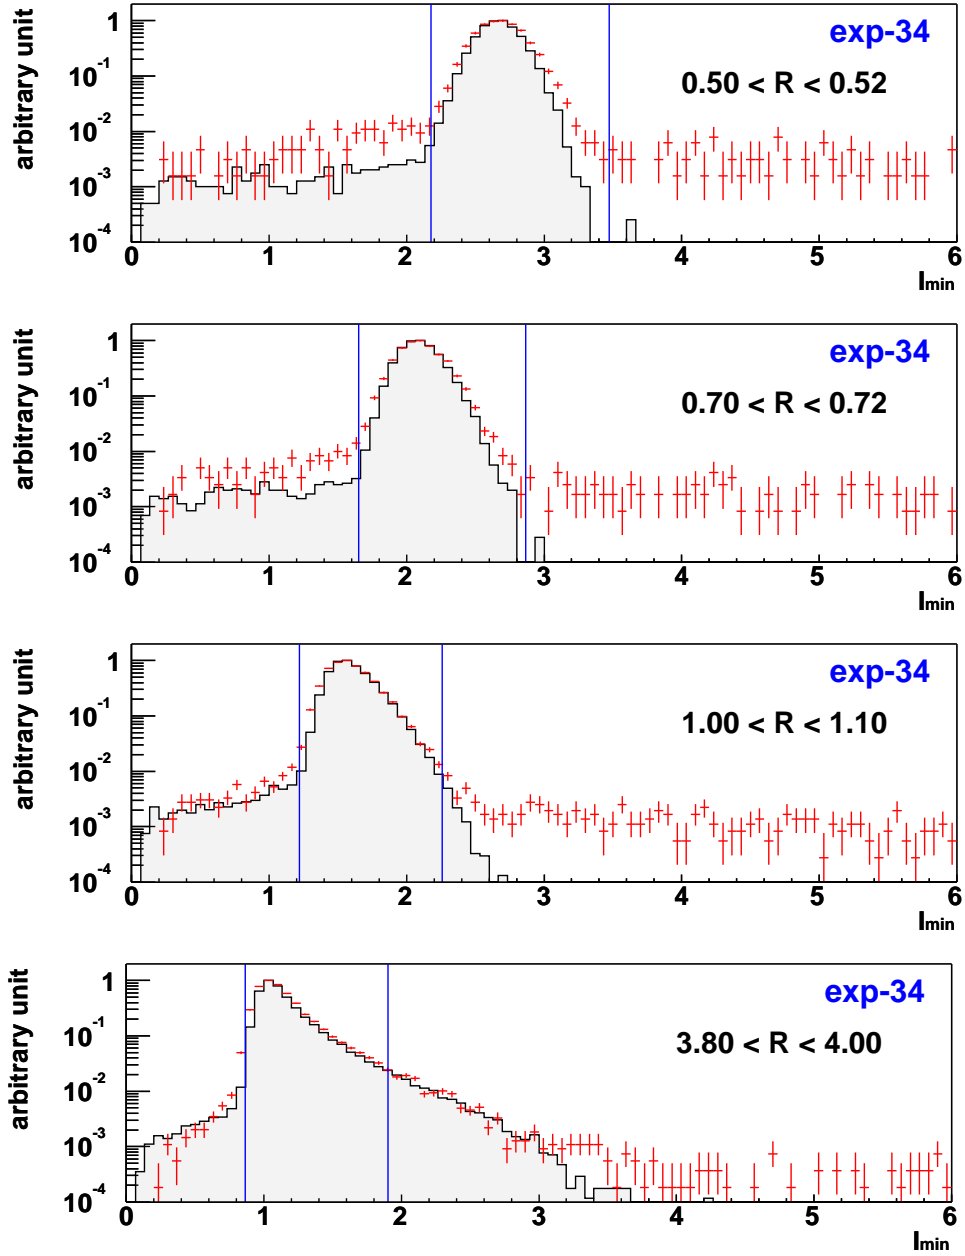 arbitrary unit
exp-34
0.50 < R < 0.52
1
10-1
10-2
10-3
10-4
0 1 2 3 4 5 6
Imin
arbitrary unit
exp-34
0.70 < R < 0.72
1
10-1
10-2
10-3
10-4
0 1 2 3 4 5 6
Imin
arbitrary unit
exp-34
1.00 < R < 1.10
1
10-1
10-2
10-3
10-4
0 1 2 3 4 5 6
Imin
arbitrary unit
exp-34
3.80 < R < 4.00
1
10-1
10-2
10-3
10-4
0 1 2 3 4 5 6
Imin